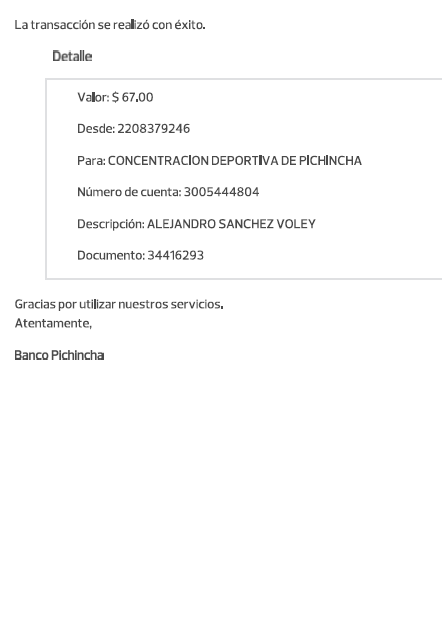 La transacción se realizó con éxito.
Detalle
Valor: $ 67.00
Desde: 2208379246
Para: CONCENTRACION DEPORTIVA DE PICHINCHA
Número de cuenta: 3005444804
Descripción: ALEJANDRO SANCHEZ VOLEY
Documento: 34416293
Gracias por utilizar nuestros servicios.
Atentamente,
Banco Pichincha